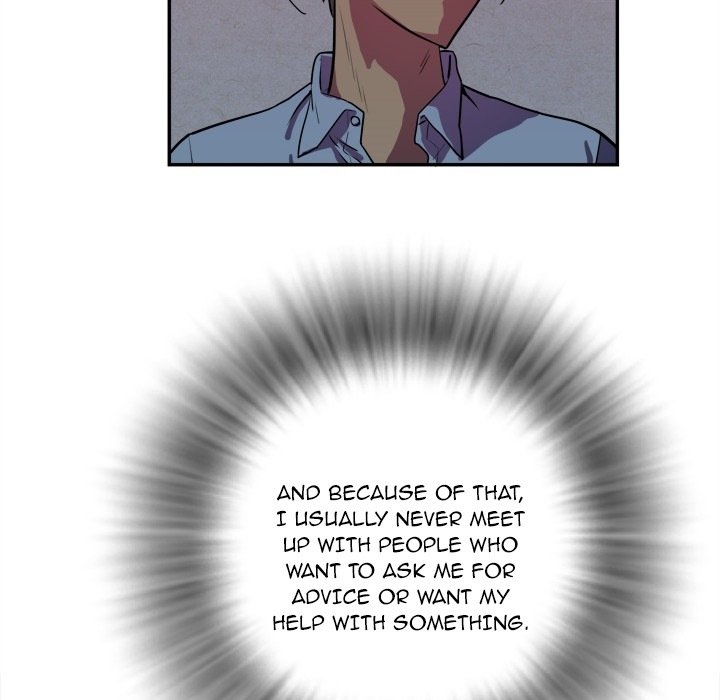 AND BECAUSE OF THAT,
I USUALLY NEVER MEET
UP WITH PEOPLE WHO
WANT TO ASK ME FOR
ADVICE OR WANT MY
HELP WITH SOMETHING.